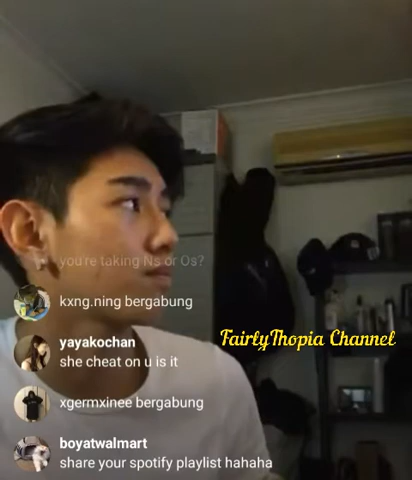 you're taking Ns or Os?
kxng.ning bergabung
FairlyThopia Channel
yayakochan
she cheat on u is it
xgermxinee bergabung
boyatwalmart
share your spotify playlist hahaha